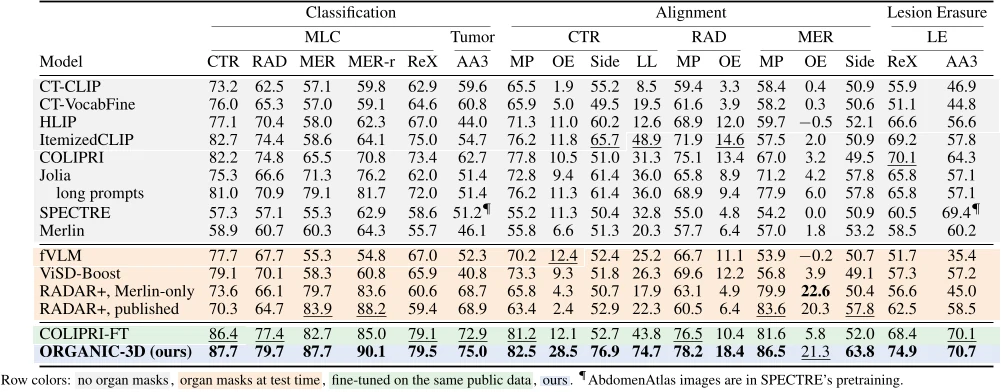 Classification Alignment Lesion Erasure
MLC Tumor CTR RAD MER LE
Model CTR RAD MER MER-r ReX AA3 MP OE Side LL MP OE MP OE Side ReX AA3
CT-CLIP 73.2 62.5 57.1 59.8 62.9 59.6 65.5 1.9 55.2 8.5 59.4 3.3 58.4 0.4 50.9 55.9 46.9
CT-VocabFine 76.0 65.3 57.0 59.1 64.6 60.8 65.9 5.0 49.5 19.5 61.6 3.9 58.2 0.3 50.6 51.1 44.8
HLIP 77.1 70.4 58.0 62.3 67.0 44.0 71.3 11.0 60.2 12.6 68.9 12.0 59.7 −0.5 52.1 66.6 56.6
ItemizedCLIP 82.7 74.4 58.6 64.1 75.0 54.7 76.2 11.8 65.7 48.9 71.9 14.6 57.5 2.0 50.9 69.2 57.8
COLIPRI 82.2 74.8 65.5 70.8 73.4 62.7 77.8 10.5 51.0 31.3 75.1 13.4 67.0 3.2 49.5 70.1 64.3
Jolia 75.3 66.6 71.3 76.2 62.0 51.4 72.8 9.4 61.4 36.0 65.8 8.9 71.2 4.2 57.8 65.8 57.1
long prompts 81.0 70.9 79.1 81.7 72.0 51.4 76.2 11.3 61.4 36.0 68.9 9.4 77.9 6.0 57.8 65.8 57.1
SPECTRE 57.3 57.1 55.3 62.9 58.6 51.2¶ 55.2 11.3 50.4 32.8 55.0 4.8 54.2 0.0 50.9 60.5 69.4¶
Merlin 58.9 60.7 60.3 64.3 55.7 46.1 55.8 6.6 51.3 20.3 57.7 6.4 57.0 1.8 53.2 58.5 60.2
fVLM 77.7 67.7 55.3 54.8 67.0 52.3 70.2 12.4 52.4 25.2 66.7 11.1 53.9 −0.2 50.7 51.7 35.4
ViSD-Boost 79.1 70.1 58.3 60.8 65.9 40.8 73.3 9.3 51.8 26.3 69.6 12.2 56.8 3.9 49.1 57.3 57.2
RADAR+, Merlin-only 73.6 66.1 79.7 83.6 60.6 68.7 65.8 4.3 50.7 17.9 63.1 4.9 79.9 22.6 50.4 56.6 45.0
RADAR+, published 70.3 64.7 83.9 88.2 59.4 68.9 63.4 2.4 52.9 22.3 60.5 6.4 83.6 20.3 57.8 62.5 58.5
COLIPRI-FT 86.4 77.4 82.7 85.0 79.1 72.9 81.2 12.1 52.7 43.8 76.5 10.4 81.6 5.8 52.0 68.4 70.1
ORGANIC-3D (ours) 87.7 79.7 87.7 90.1 79.5 75.0 82.5 28.5 76.9 74.7 78.2 18.4 86.5 21.3 63.8 74.9 70.7
Row colors: no organ masks, organ masks at test time, fine-tuned on the same public data, ours. ¶AbdomenAtlas images are in SPECTRE's pretraining.